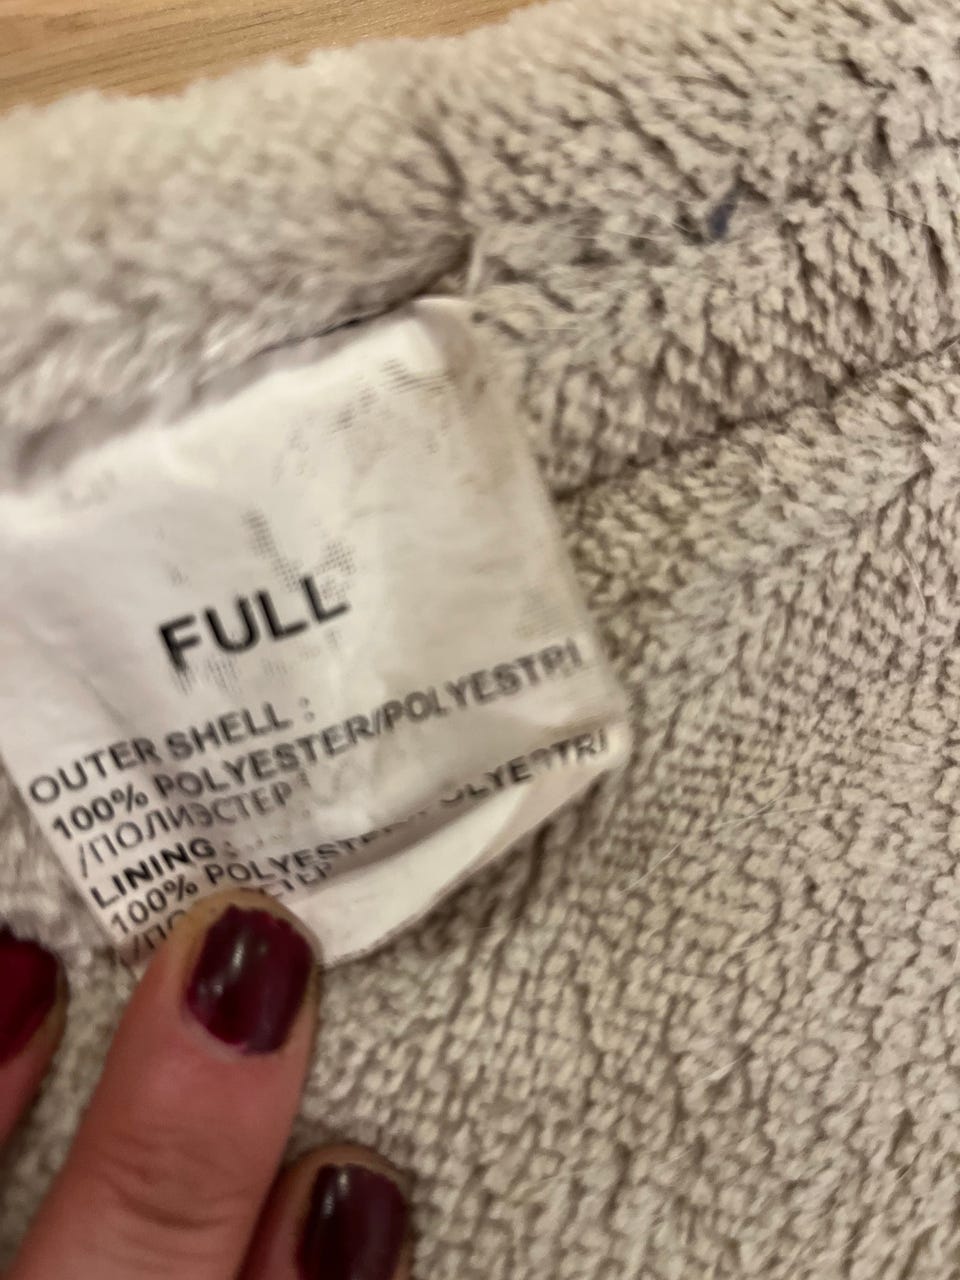 FULL
OUTER SHELL :
100% POLYESTER/POLYESTRI
/ПОЛИЭСТЕР
LINING :
100% POLYESTER